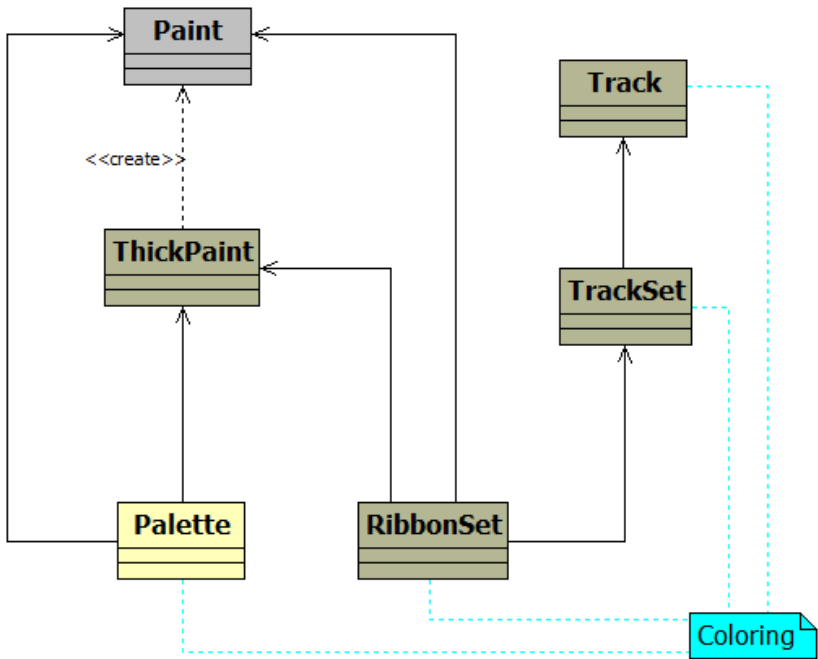 Paint
Track
<<create>>
ThickPaint
TrackSet
Palette
RibbonSet
Coloring